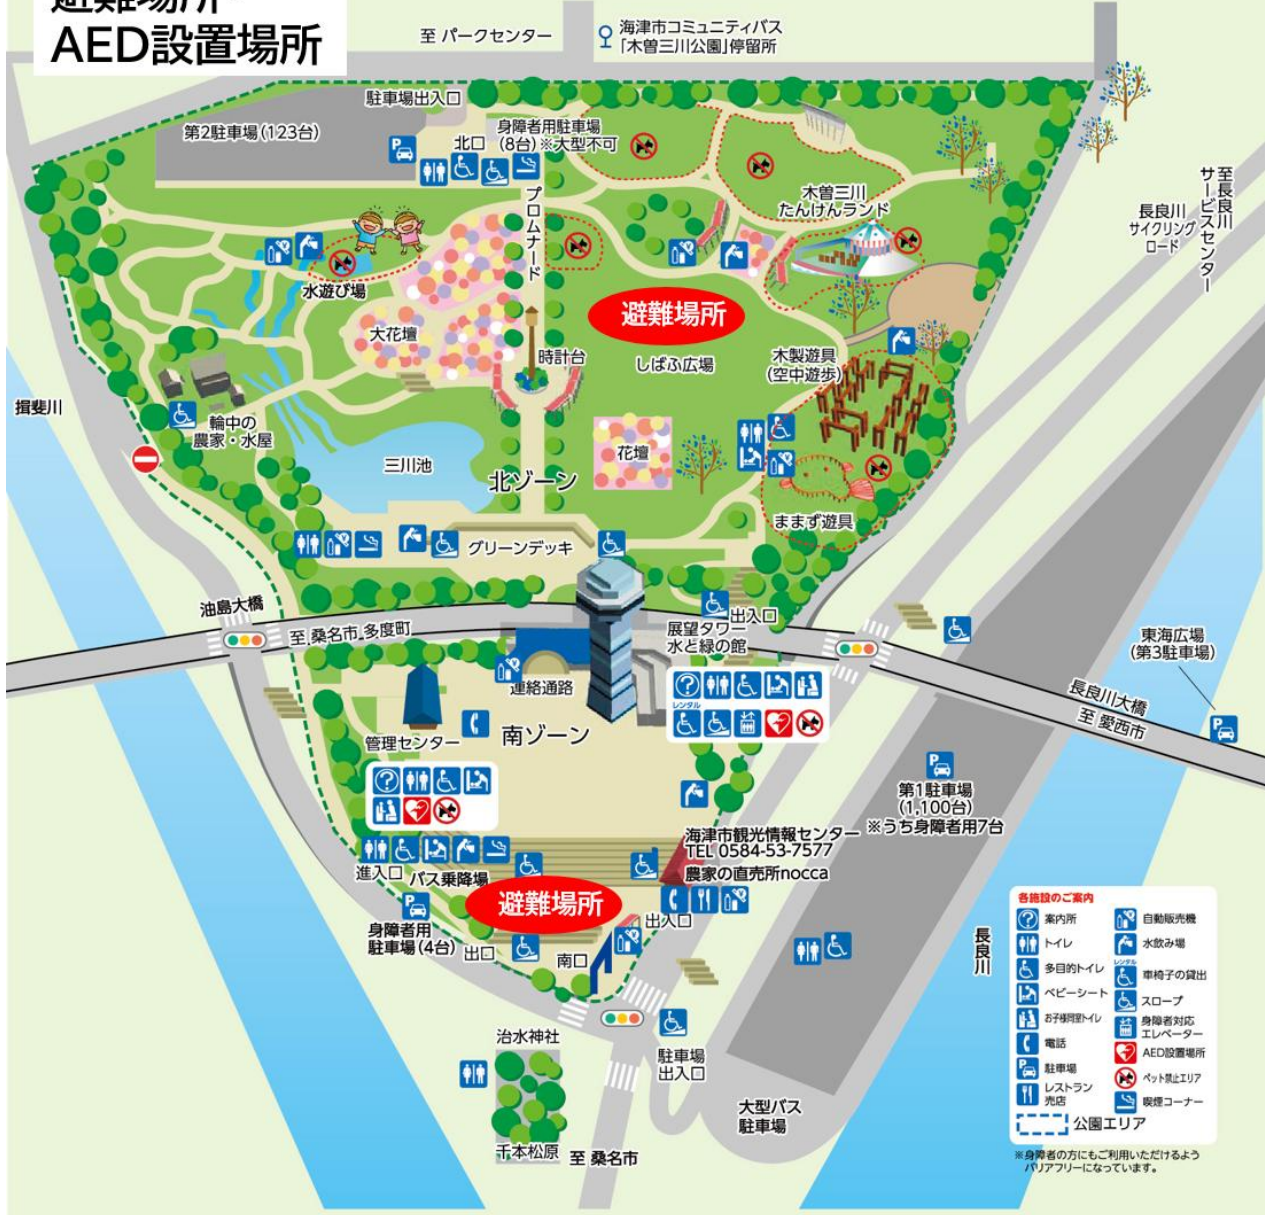 避難場所・
AED設置場所
至 パークセンター
海津市コミュニティバス
「木曽三川公園」停留所
駐車場出入口
第2駐車場(123台)
北口
身障者用駐車場
(8台)※大型不可
プロムナード
木曽三川
たんけんランド
長良川
サイクリング
ロード
至長良川
サービスセンター
水遊び場
避難場所
大花壇
時計台
しばふ広場
木製遊具
(空中遊歩)
揖斐川
輪中の
農家・水屋
三川池
北ゾーン
花壇
ままず遊具
グリーンデッキ
油島大橋
至 桑名市 多度町
出入口
展望タワー
水と緑の館
東海広場
(第3駐車場)
連絡通路
レンタル
長良川大橋
至 愛西市
管理センター
南ゾーン
第1駐車場
(1,100台)
※うち身障者用7台
海津市観光情報センター
TEL 0584-53-7577
農家の直売所nocca
進入口
バス乗降場
避難場所
身障者用
駐車場(4台)
出口
南口
出入口
長良川
治水神社
駐車場
出入口
大型バス
駐車場
千本松原
至 桑名市
各施設のご案内
案内所
トイレ
多目的トイレ
ベビーシート
お子様同室トイレ
電話
駐車場
レストラン
売店
自動販売機
水飲み場
レンタル
車椅子の貸出
スロープ
身障者対応
エレベーター
AED設置場所
ペット禁止エリア
喫煙コーナー
公園エリア
※身障者の方にもご利用いただけるよう
バリアフリーになっています。